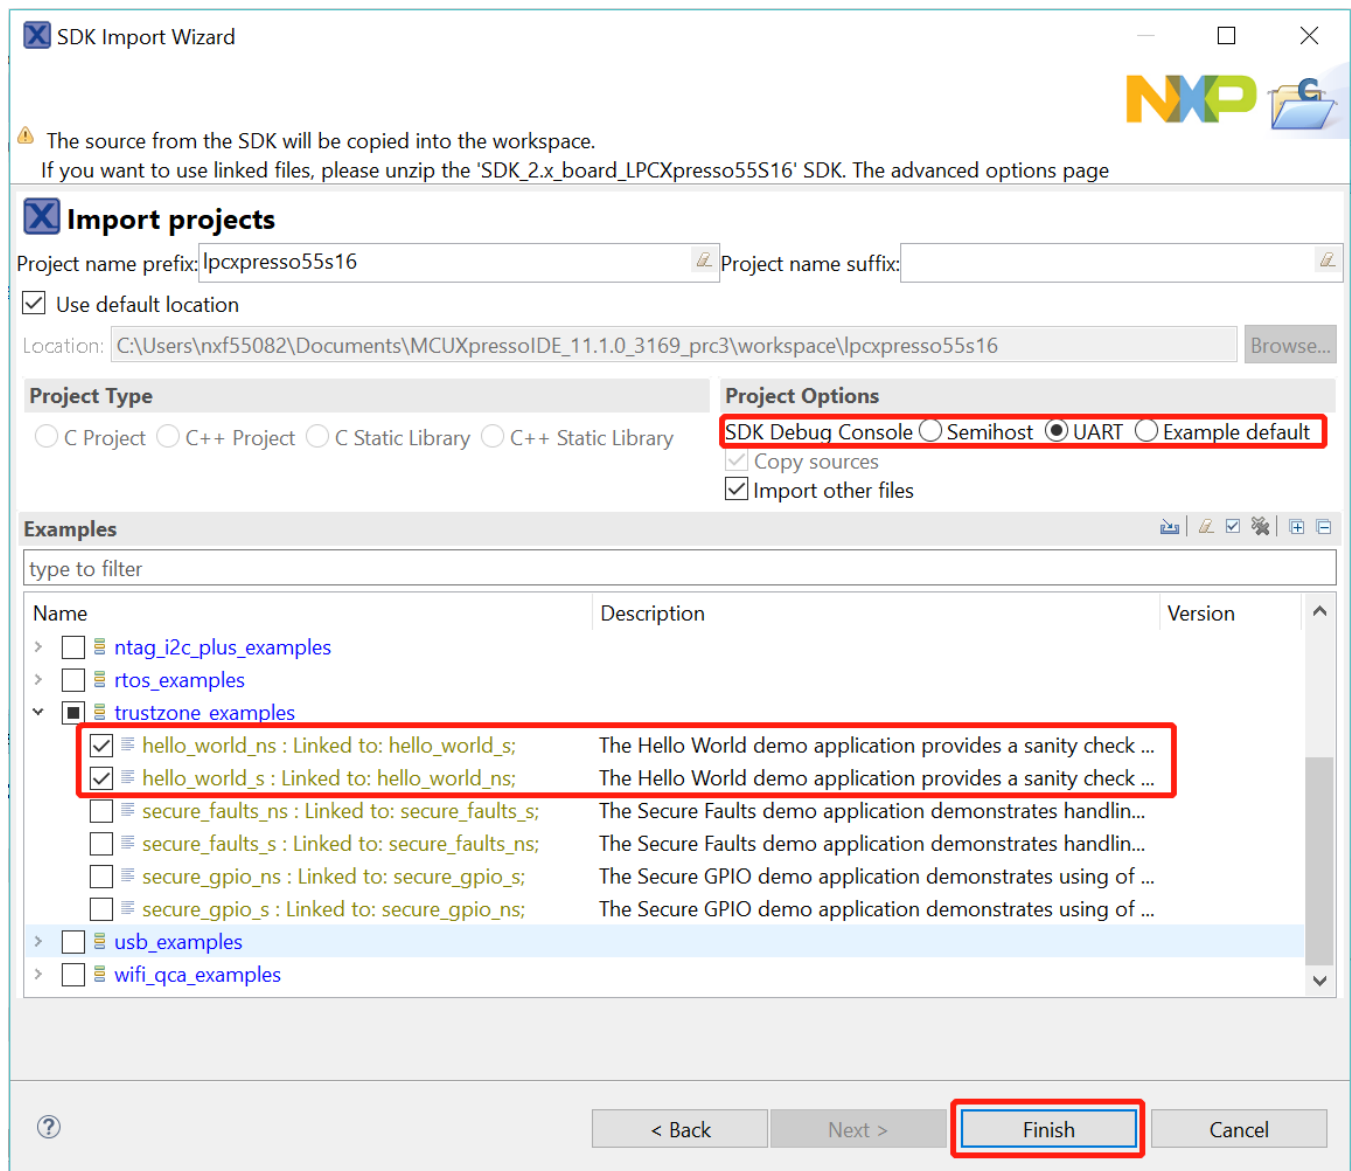 SDK Import Wizard
NXP
The source from the SDK will be copied into the workspace.
If you want to use linked files, please unzip the 'SDK_2.x_board_LPCXpresso55S16' SDK. The advanced options page
Import projects
Project name prefix: lpcxpresso55s16 Project name suffix:
Use default location
Location: C:\Users\nxf55082\Documents\MCUXpressoIDE_11.1.0_3169_prc3\workspace\lpcxpresso55s16 Browse...
Project Type
C Project C++ Project C Static Library C++ Static Library
Project Options
SDK Debug Console Semihost UART Example default
Copy sources
Import other files
Examples
type to filter
Name Description Version
ntag_i2c_plus_examples
rtos_examples
trustzone_examples
hello_world_ns : Linked to: hello_world_s; The Hello World demo application provides a sanity check ...
hello_world_s : Linked to: hello_world_ns; The Hello World demo application provides a sanity check ...
secure_faults_ns : Linked to: secure_faults_s; The Secure Faults demo application demonstrates handlin...
secure_faults_s : Linked to: secure_faults_ns; The Secure Faults demo application demonstrates handlin...
secure_gpio_ns : Linked to: secure_gpio_s; The Secure GPIO demo application demonstrates using of ...
secure_gpio_s : Linked to: secure_gpio_ns; The Secure GPIO demo application demonstrates using of ...
usb_examples
wifi_qca_examples
< Back Next > Finish Cancel